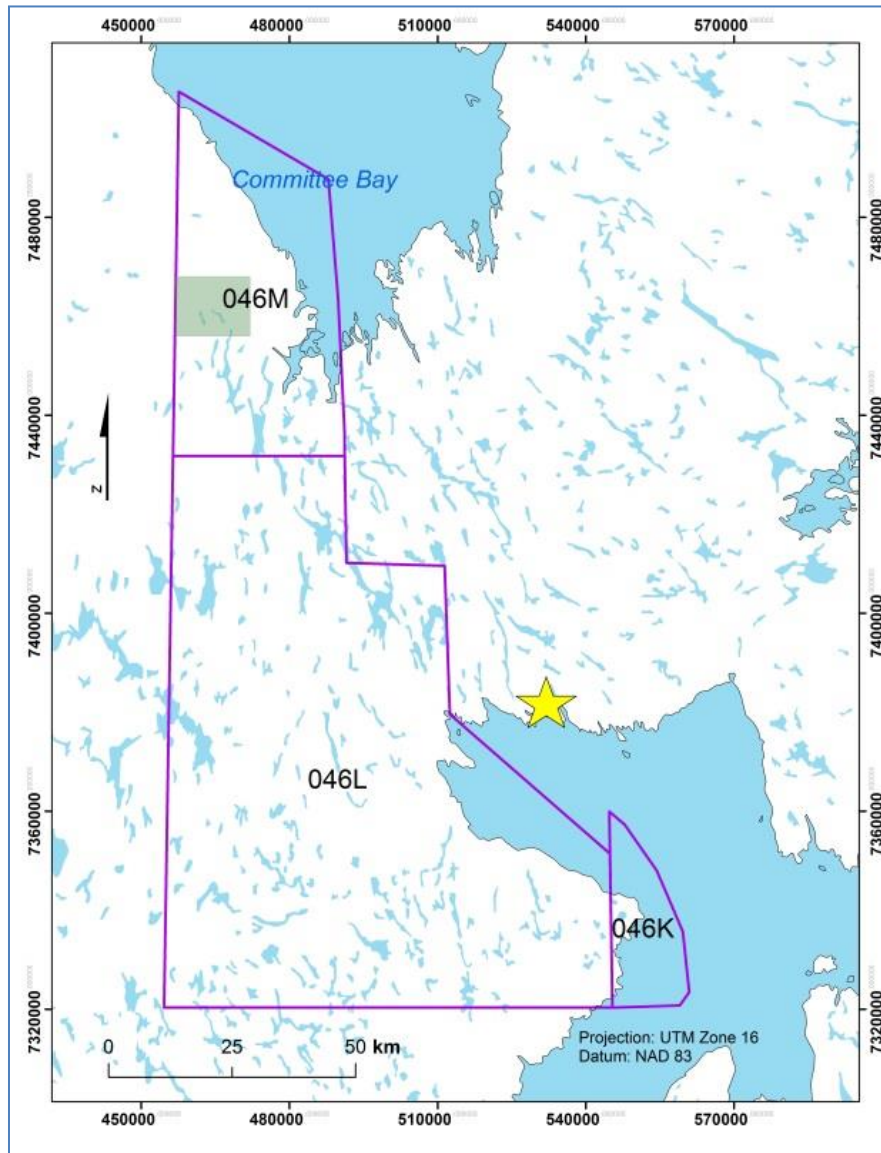 450000 480000 510000 540000 570000
Committee Bay
7480000 7480000
046M
7440000 7440000
N
7400000 7400000
046L
7360000 7360000
046K
7320000 7320000
0 25 50 km
Projection: UTM Zone 16
Datum: NAD 83
450000 480000 510000 540000 570000